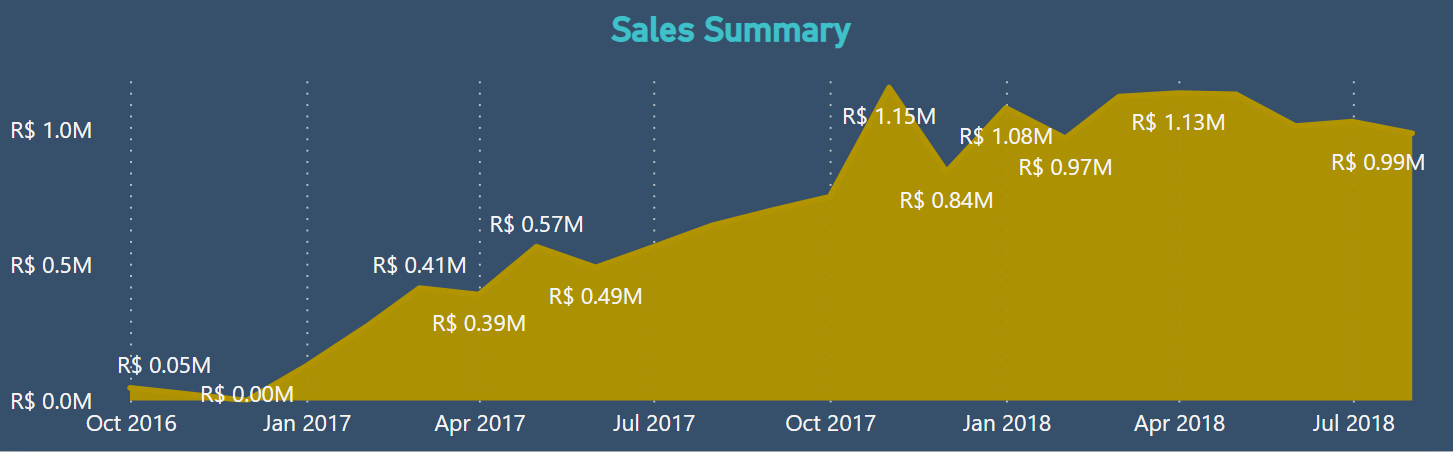 Sales Summary
R$ 1.0M
R$ 0.5M
R$ 0.0M
R$ 0.05M
R$ 0.00M
R$ 0.41M
R$ 0.39M
R$ 0.57M
R$ 0.49M
R$ 1.15M
R$ 0.84M
R$ 1.08M
R$ 0.97M
R$ 1.13M
R$ 0.99M
Oct 2016
Jan 2017
Apr 2017
Jul 2017
Oct 2017
Jan 2018
Apr 2018
Jul 2018